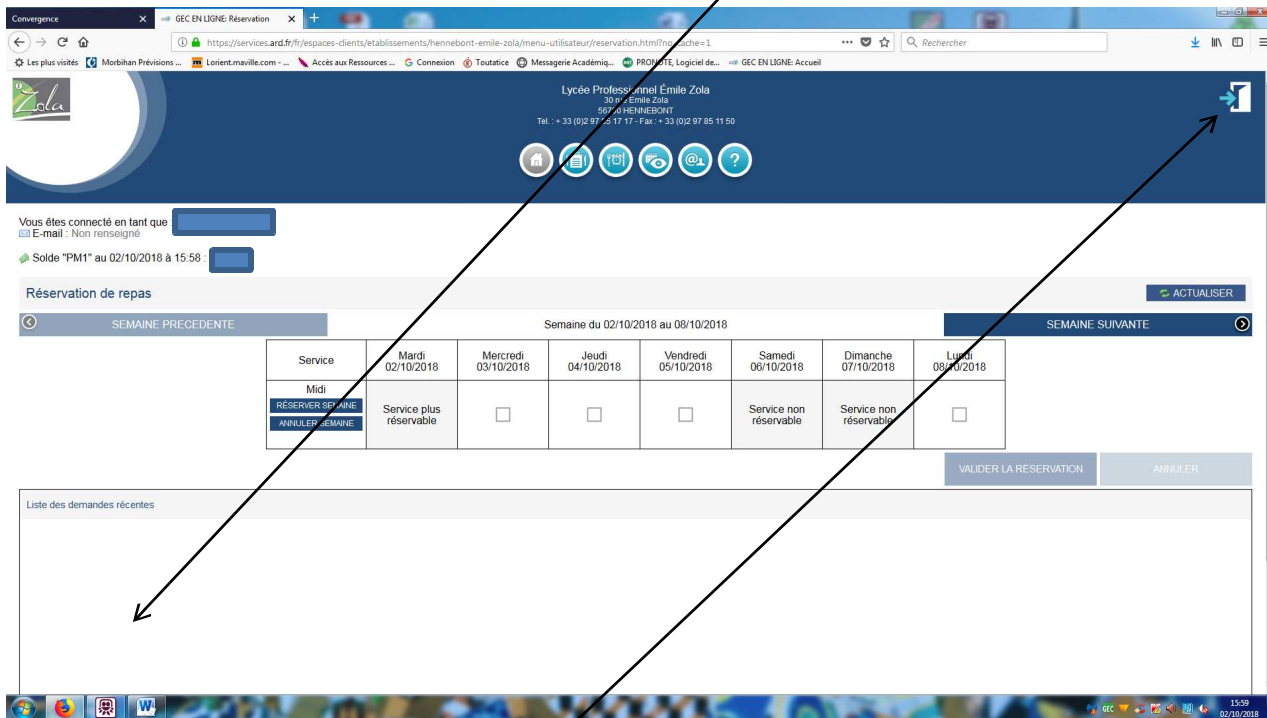 Convergence
GEC EN LIGNE: Réservation
https://services.ard.fr/fr/espaces-clients/etablissements/hennebont-emile-zola/menu-utilisateur/reservation.html?no_cache=1
Rechercher
Les plus visités
Morbihan Prévisions ...
Lorient.maville.com - ...
Accès aux Ressources ...
Connexion
Toutatice
Messagerie Académiq...
PRONOTE, Logiciel de...
GEC EN LIGNE: Accueil
Zola
Lycée Professionnel Émile Zola
30 rue Emile Zola
56700 HENNEBONT
Tel. : + 33 (0)2 97 85 17 17 - Fax : + 33 (0)2 97 85 11 50
Vous êtes connecté en tant que :
E-mail : Non renseigné
Solde "PM1" au 02/10/2018 à 15:58 :
Réservation de repas
ACTUALISER
SEMAINE PRECEDENTE
Semaine du 02/10/2018 au 08/10/2018
SEMAINE SUIVANTE
Service
Mardi
02/10/2018
Mercredi
03/10/2018
Jeudi
04/10/2018
Vendredi
05/10/2018
Samedi
06/10/2018
Dimanche
07/10/2018
Lundi
08/10/2018
Midi
RÉSERVER SEMAINE
ANNULER SEMAINE
Service plus
réservable
Service non
réservable
Service non
réservable
VALIDER LA RESERVATION
ANNULER
Liste des demandes récentes
GEC
15:59
02/10/2018